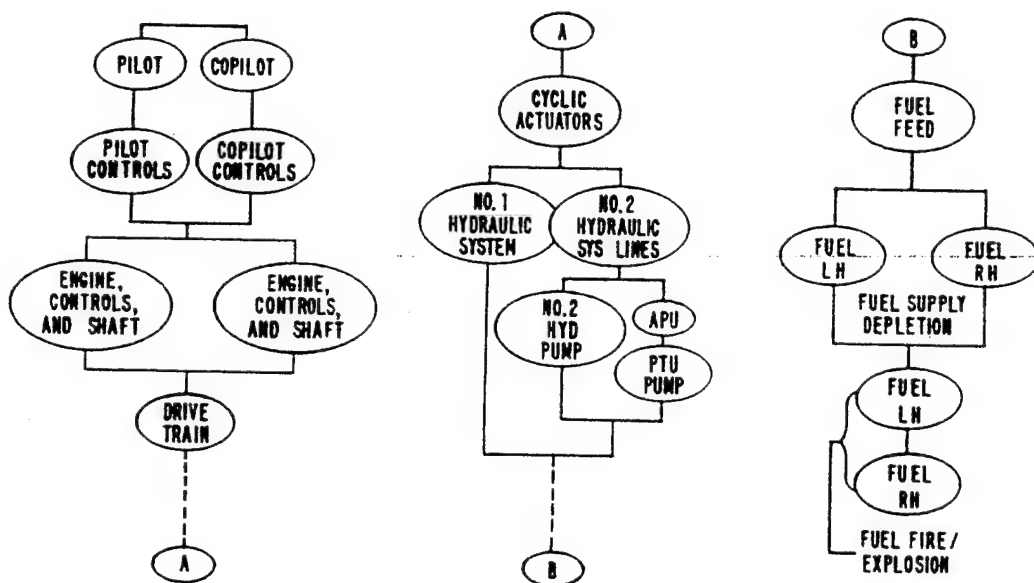 PILOT
COPILOT
PILOT
CONTROLS
COPILOT
CONTROLS
ENGINE,
CONTROLS,
AND SHAFT
ENGINE,
CONTROLS,
AND SHAFT
DRIVE
TRAIN
A
A
CYCLIC
ACTUATORS
NO.1
HYDRAULIC
SYSTEM
NO.2
HYDRAULIC
SYS LINES
NO.2
HYD
PUMP
APU
PTU
PUMP
B
B
FUEL
FEED
FUEL
LH
FUEL
RH
FUEL SUPPLY
DEPLETION
FUEL
LH
FUEL
RH
FUEL FIRE/
EXPLOSION